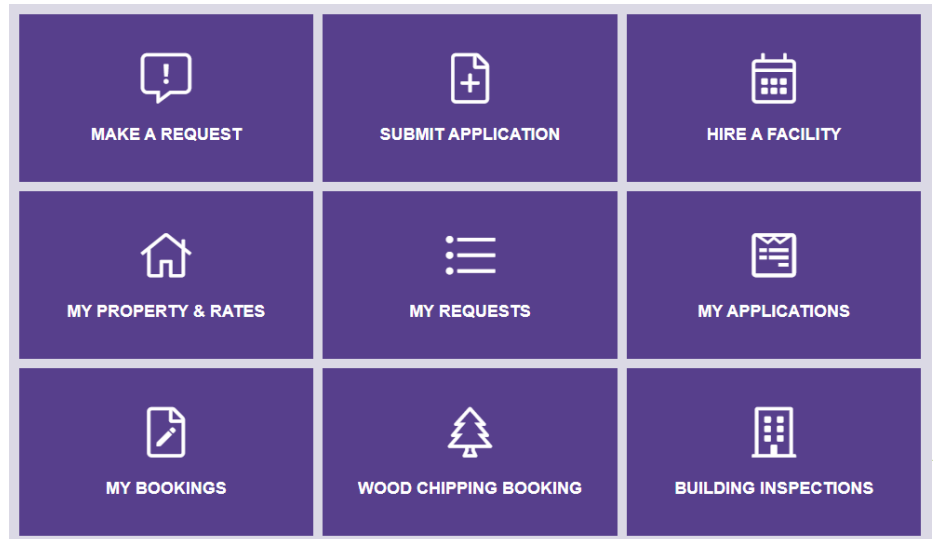 MAKE A REQUEST
SUBMIT APPLICATION
HIRE A FACILITY
MY PROPERTY & RATES
MY REQUESTS
MY APPLICATIONS
MY BOOKINGS
WOOD CHIPPING BOOKING
BUILDING INSPECTIONS